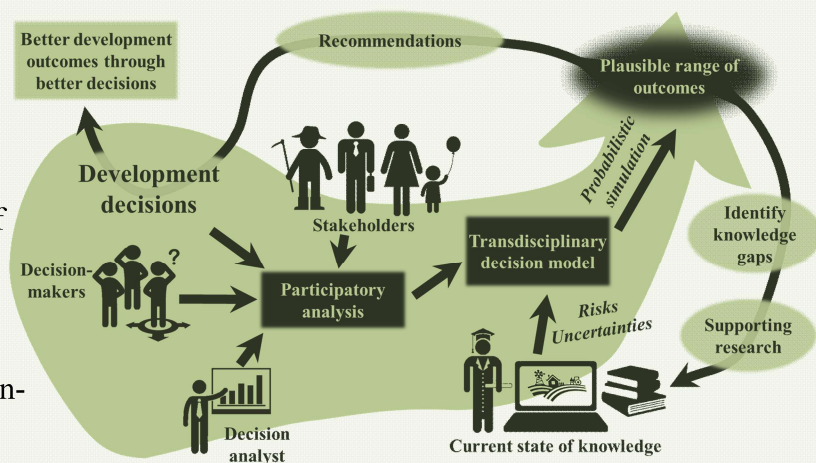 Better development
outcomes through
better decisions
Recommendations
Plausible range of
outcomes
Development
decisions
Probabilistic
simulation
f
Stakeholders
Identify
knowledge
gaps
Transdisciplinary
decision model
Decision-
makers
?
Participatory
analysis
Risks
Uncertainties
Supporting
research
n-
Decision
analyst
Current state of knowledge